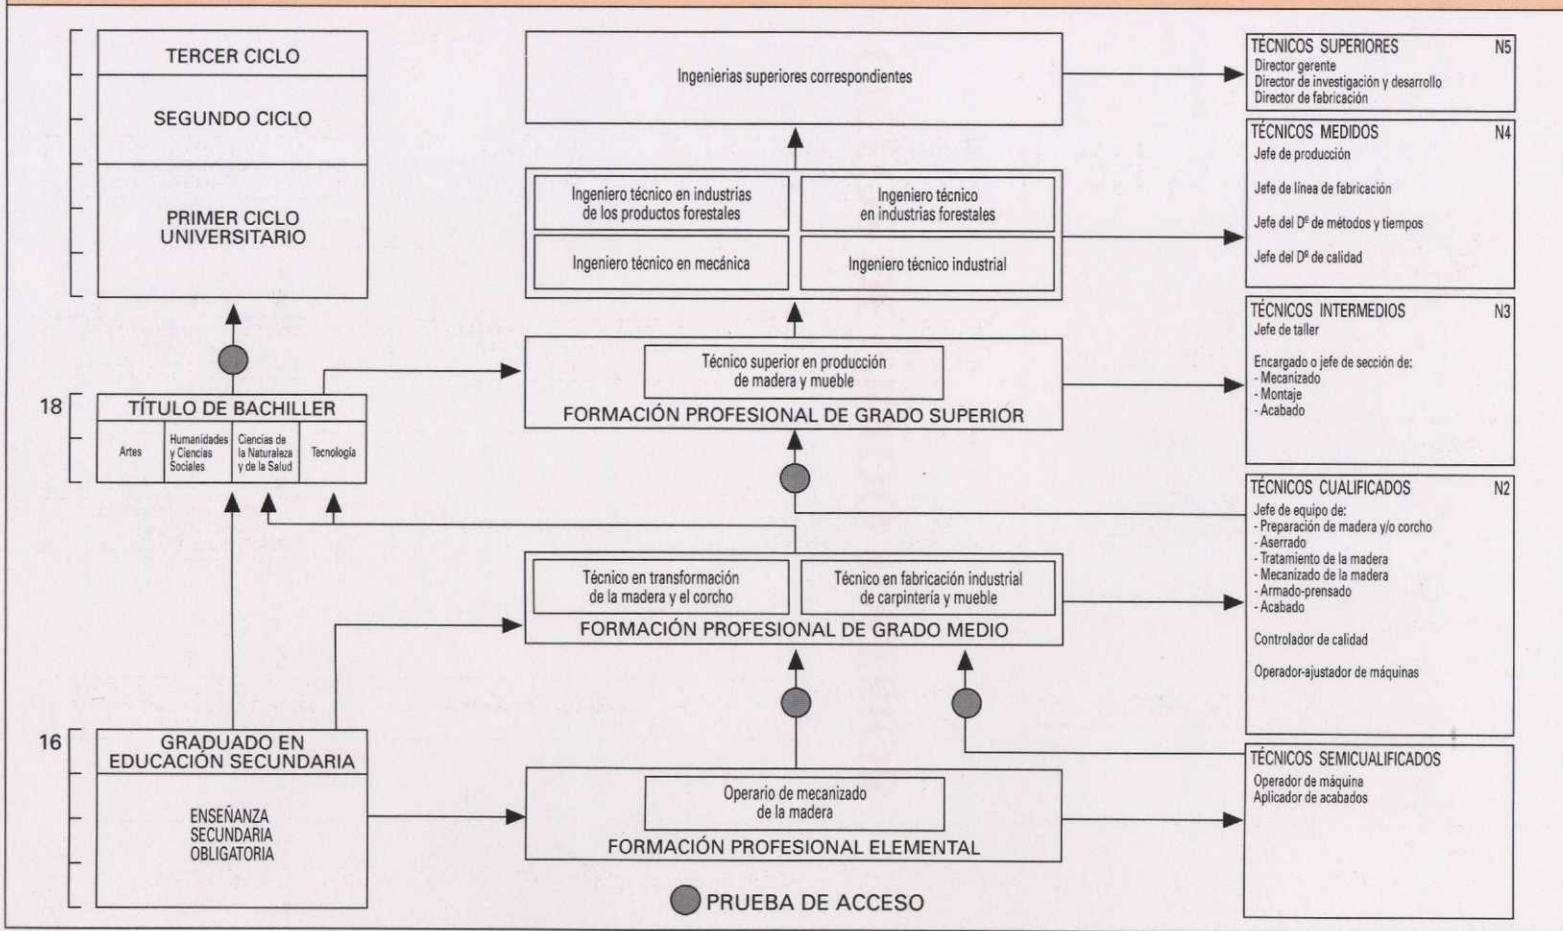 TERCER CICLO
SEGUNDO CICLO
PRIMER CICLO
UNIVERSITARIO
18
TÍTULO DE BACHILLER
Artes
Humanidades
y Ciencias
Sociales
Ciencias de
la Naturaleza
y de la Salud
Tecnología
16
GRADUADO EN
EDUCACIÓN SECUNDARIA
ENSEÑANZA
SECUNDARIA
OBLIGATORIA
Ingenierias superiores correspondientes
Ingeniero técnico en industrias
de los productos forestales
Ingeniero técnico
en industrias forestales
Ingeniero técnico en mecánica
Ingeniero técnico industrial
Técnico superior en producción
de madera y mueble
FORMACIÓN PROFESIONAL DE GRADO SUPERIOR
Técnico en transformación
de la madera y el corcho
Técnico en fabricación industrial
de carpintería y mueble
FORMACIÓN PROFESIONAL DE GRADO MEDIO
Operario de mecanizado
de la madera
FORMACIÓN PROFESIONAL ELEMENTAL
PRUEBA DE ACCESO
TÉCNICOS SUPERIORES N5
Director gerente
Director de investigación y desarrollo
Director de fabricación
TÉCNICOS MEDIDOS N4
Jefe de producción
Jefe de línea de fabricación
Jefe del Dº de métodos y tiempos
Jefe del Dº de calidad
TÉCNICOS INTERMEDIOS N3
Jefe de taller
Encargado o jefe de sección de:
- Mecanizado
- Montaje
- Acabado
TÉCNICOS CUALIFICADOS N2
Jefe de equipo de:
- Preparación de madera y/o corcho
- Aserrado
- Tratamiento de la madera
- Mecanizado de la madera
- Armado-prensado
- Acabado
Controlador de calidad
Operador-ajustador de máquinas
TÉCNICOS SEMICUALIFICADOS
Operador de máquina
Aplicador de acabados